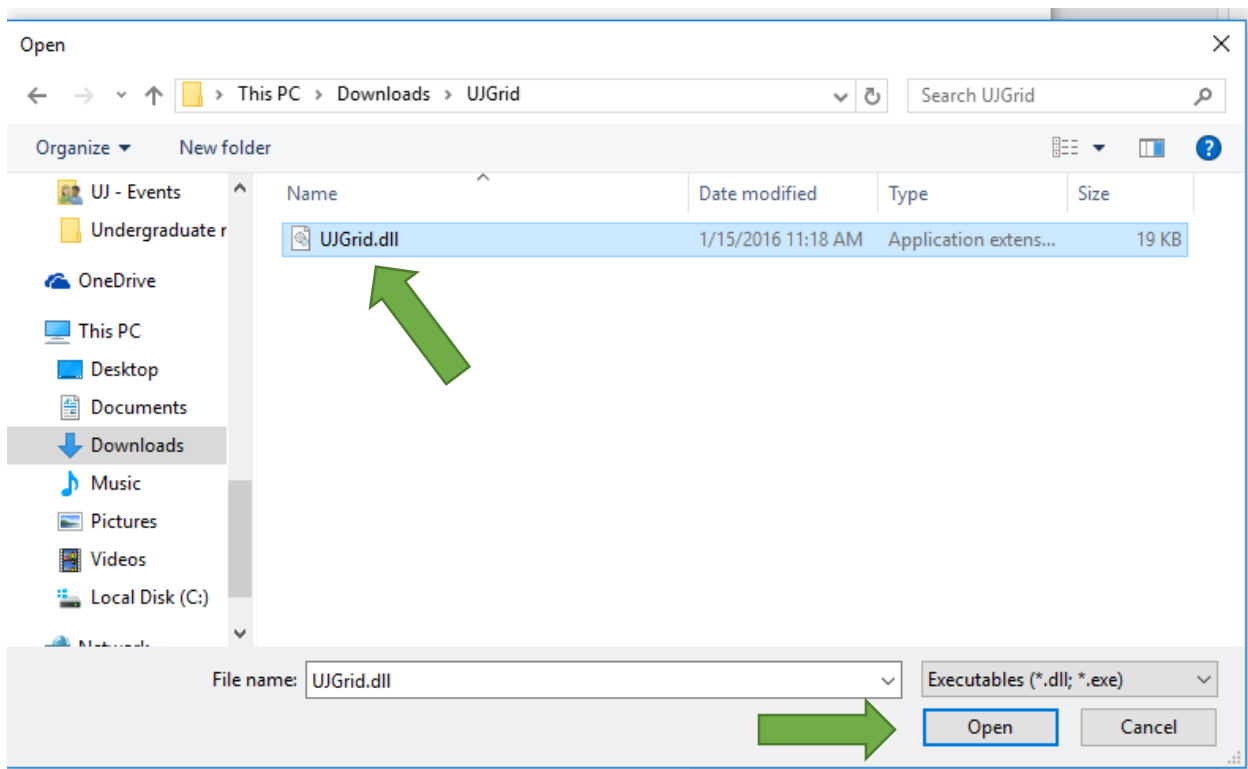 Open
This PC > Downloads > UJGrid
Search UJGrid
Organize
New folder
?
UJ - Events
Undergraduate r
OneDrive
This PC
Desktop
Documents
Downloads
Music
Pictures
Videos
Local Disk (C:)
Network
Name Date modified Type Size
UJGrid.dll 1/15/2016 11:18 AM Application extens... 19 KB
File name: UJGrid.dll
Executables (*.dll; *.exe)
Open Cancel